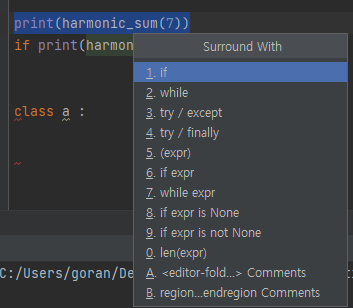 print(harmonic_sum(7))
if print(harmon
Surround With
1. if
2. while
3. try / except
4. try / finally
5. (expr)
6. if expr
7. while expr
8. if expr is None
9. if expr is not None
0. len(expr)
A. <editor-fold...> Comments
B. region...endregion Comments
class a :
C:/Users/goran/De